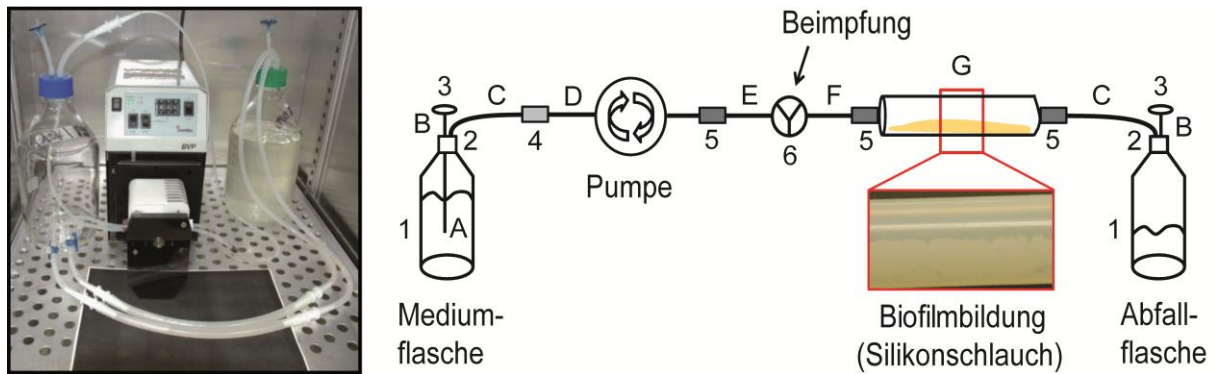 Beimpfung
G
3
C
D
E
F
C
3
B
2
4
5
6
5
5
2
B
Pumpe
1
A
1
Medium-
flasche
Biofilmbildung
(Silikonschlauch)
Abfall-
flasche
BVP